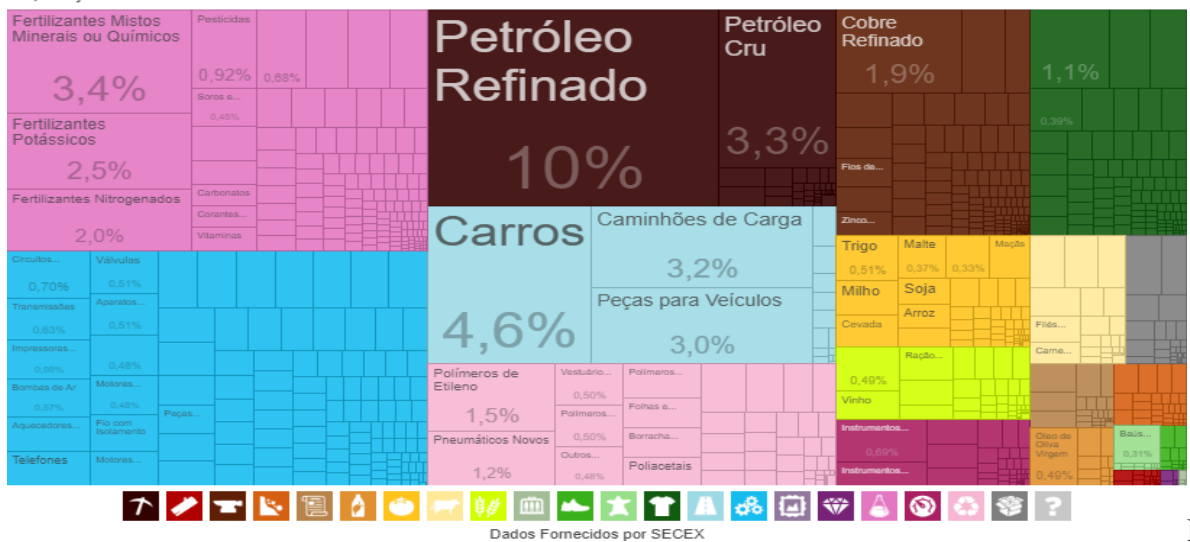 Fertilizantes Mistos
Minerais ou Químicos
3,4%
Fertilizantes
Potássicos
2,5%
Fertilizantes Nitrogenados
2,0%
Pesticidas
0,92%
0,68%
Soros e...
0,45%
Carbonatos
Corantes...
Vitaminas
Circuitos...
0,70%
Transmissões
0,63%
Impressoras...
Bombas de Ar
0,57%
Aquecedores...
Telefones
Válvulas
0,51%
Aparatos...
0,51%
0,48%
Motores...
0,48%
Fio com
Isolamento
Motores...
Peças...
Petróleo
Refinado
10%
Petróleo
Cru
3,3%
Carros
4,6%
Caminhões de Carga
3,2%
Peças para Veículos
3,0%
Polímeros de
Etileno
1,5%
Pneumáticos Novos
1,2%
Vestuário...
0,50%
Polímeros...
0,50%
Outros...
0,48%
Polímeros...
Folhas e...
Borracha...
Poliacetais
Cobre
Refinado
1,9%
Fios de...
Zinco...
1,1%
0,39%
Trigo
0,51%
Milho
Cevada
Malte
0,37%
Maçãs
0,33%
Soja
Arroz
0,49%
Vinho
Ração...
Instrumentos...
0,69%
Instrumentos...
Filés...
Carne...
Óleo de
Oliva
Virgem
0,49%
Baús...
0,31%
?
Dados Fornecidos por SECEX